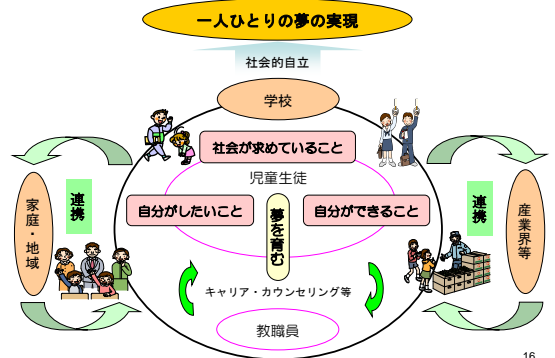 一人ひとりの夢の実現
社会的自立
学校
社会が求めていること
児童生徒
自分がしたいこと
夢を育む
自分ができること
家庭・地域
連携
連携
産業界等
キャリア・カウンセリング等
教職員
16